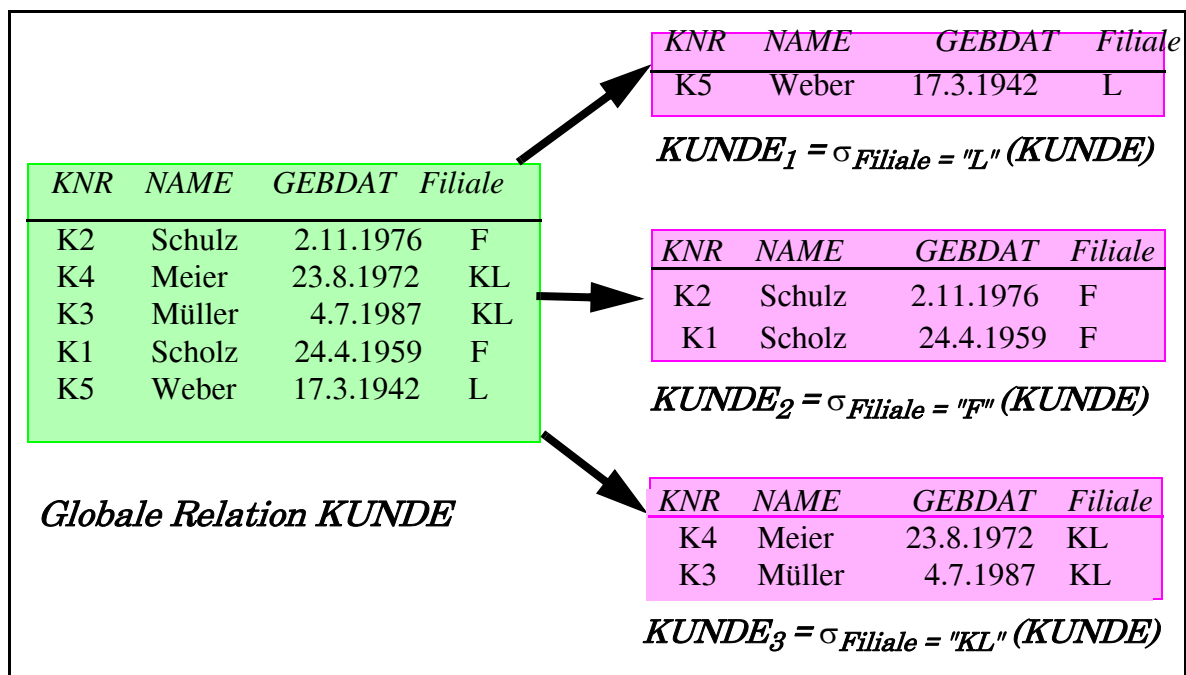 KNR NAME GEBDAT Filiale
K2 Schulz 2.11.1976 F
K4 Meier 23.8.1972 KL
K3 Müller 4.7.1987 KL
K1 Scholz 24.4.1959 F
K5 Weber 17.3.1942 L
Globale Relation KUNDE
KNR NAME GEBDAT Filiale
K5 Weber 17.3.1942 L
KUNDE1 = σFiliale = "L" (KUNDE)
KNR NAME GEBDAT Filiale
K2 Schulz 2.11.1976 F
K1 Scholz 24.4.1959 F
KUNDE2 = σFiliale = "F" (KUNDE)
KNR NAME GEBDAT Filiale
K4 Meier 23.8.1972 KL
K3 Müller 4.7.1987 KL
KUNDE3 = σFiliale = "KL" (KUNDE)